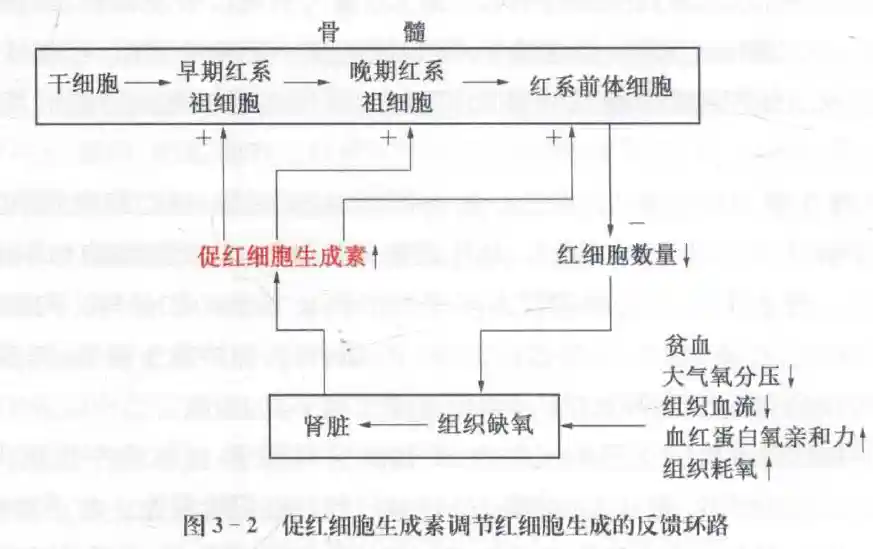 骨 髓
干细胞 → 早期红系 → 晚期红系 → 红系前体细胞
祖细胞 祖细胞
+ + +
−
促红细胞生成素↑ 红细胞数量↓
贫血
大气氧分压↓
组织血流↓
血红蛋白氧亲和力↑
组织耗氧↑
肾脏 ← 组织缺氧
图 3-2 促红细胞生成素调节红细胞生成的反馈环路